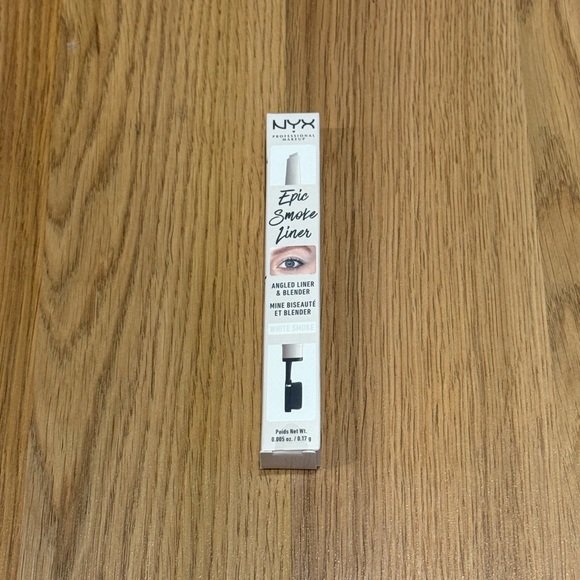 NYX
PROFESSIONAL
MAKEUP
Epic
Smoke
Liner
ANGLED LINER
& BLENDER
MINE BISEAUTÉ
ET BLENDER
WHITE SMOKE
Poids Net Wt.
0.005 oz. / 0.17 g